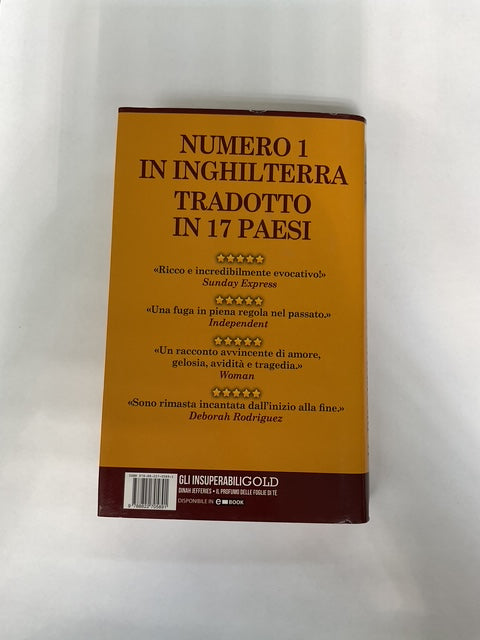 NUMERO 1
IN INGHILTERRA
TRADOTTO
IN 17 PAESI
«Ricco e incredibilmente evocativo!»
Sunday Express
«Una fuga in piena regola nel passato.»
Independent
«Un racconto avvincente di amore,
gelosia, avidità e tragedia.»
Woman
«Sono rimasta incantata dall'inizio alla fine.»
Deborah Rodriguez
GLI INSUPERABILI GOLD
DINAH JEFFERIES • IL PROFUMO DELLE FOGLIE DI TÈ
DISPONIBILE IN eBOOK